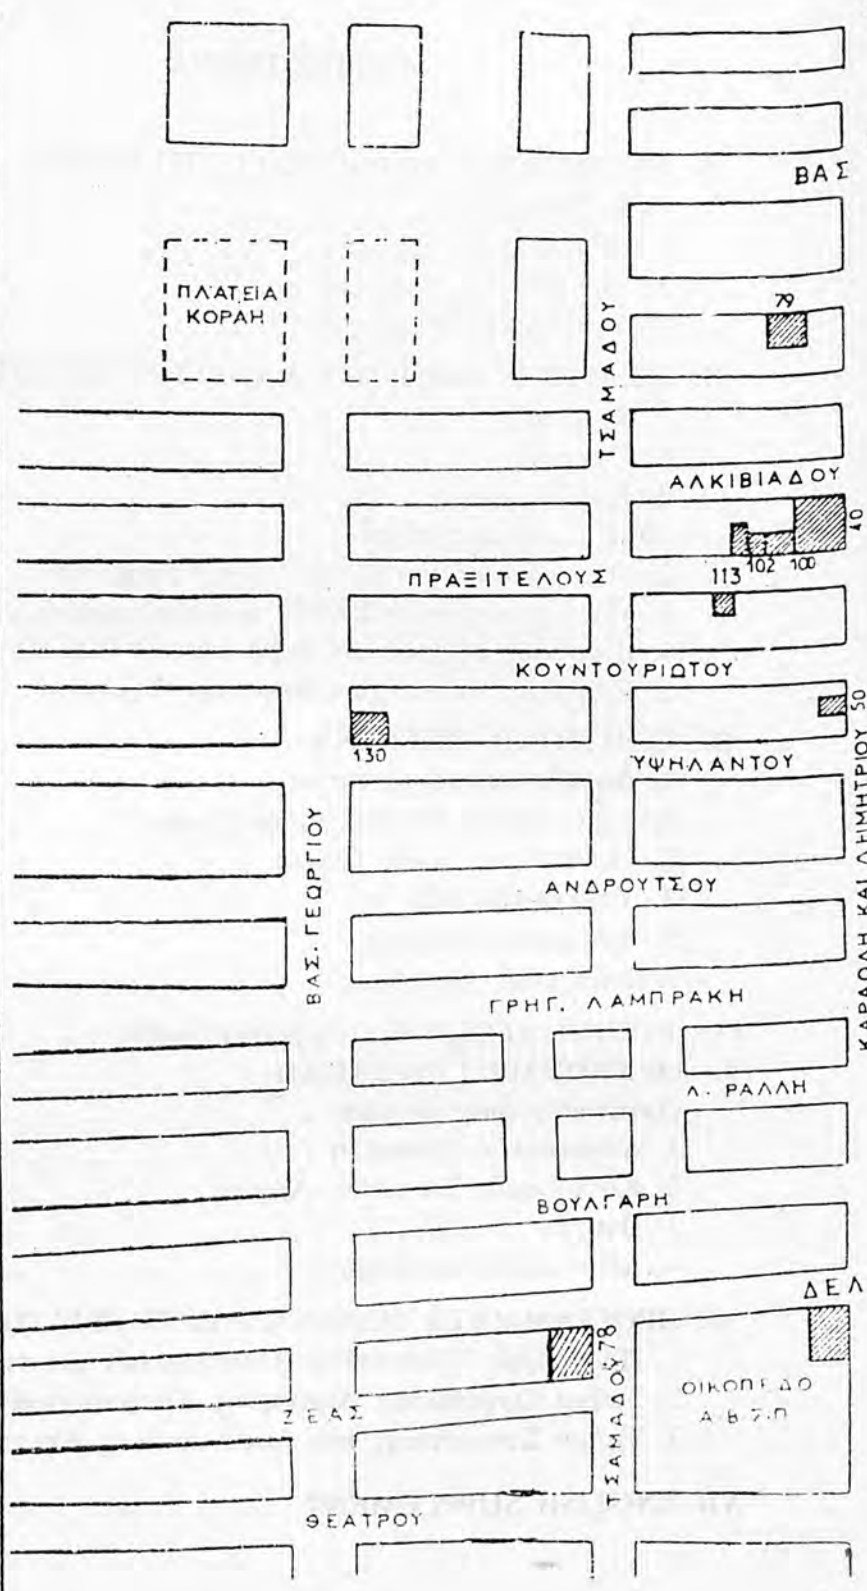 ΒΑΣ
ΠΛΑΤΕΙΑ
ΚΟΡΑΗ
79
ΤΣΑΜΑΔΟΥ
ΑΛΚΙΒΙΑΔΟΥ
40
102
100
ΠΡΑΞΙΤΕΛΟΥΣ
113
ΚΟΥΝΤΟΥΡΙΩΤΟΥ
50
130
ΥΨΗΛΑΝΤΟΥ
ΒΑΣ. ΓΕΩΡΓΙΟΥ
ΚΑΡΑΟΛΗ ΚΑΙ ΔΗΜΗΤΡΙΟΥ
ΑΝΔΡΟΥΤΣΟΥ
ΓΡΗΓ. ΛΑΜΠΡΑΚΗ
Λ. ΡΑΛΛΗ
ΒΟΥΛΓΑΡΗ
ΔΕΛ
78
ΤΣΑΜΑΔΟΥ
ΟΙΚΟΠΕΔΟ
ΖΕΑΣ
ΘΕΑΤΡΟΥ